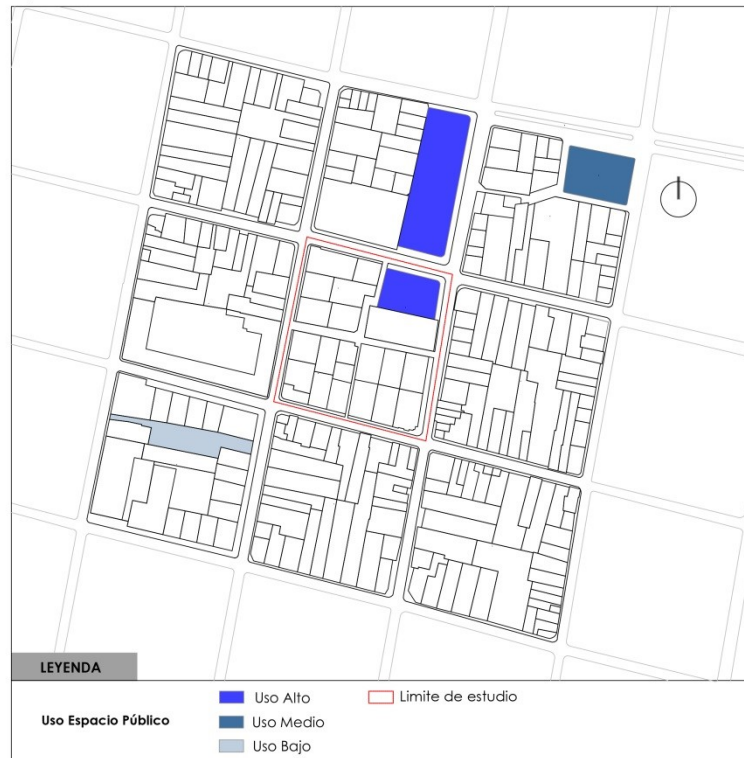 LEYENDA
Uso Espacio Público
Uso Alto
Uso Medio
Uso Bajo
Limite de estudio